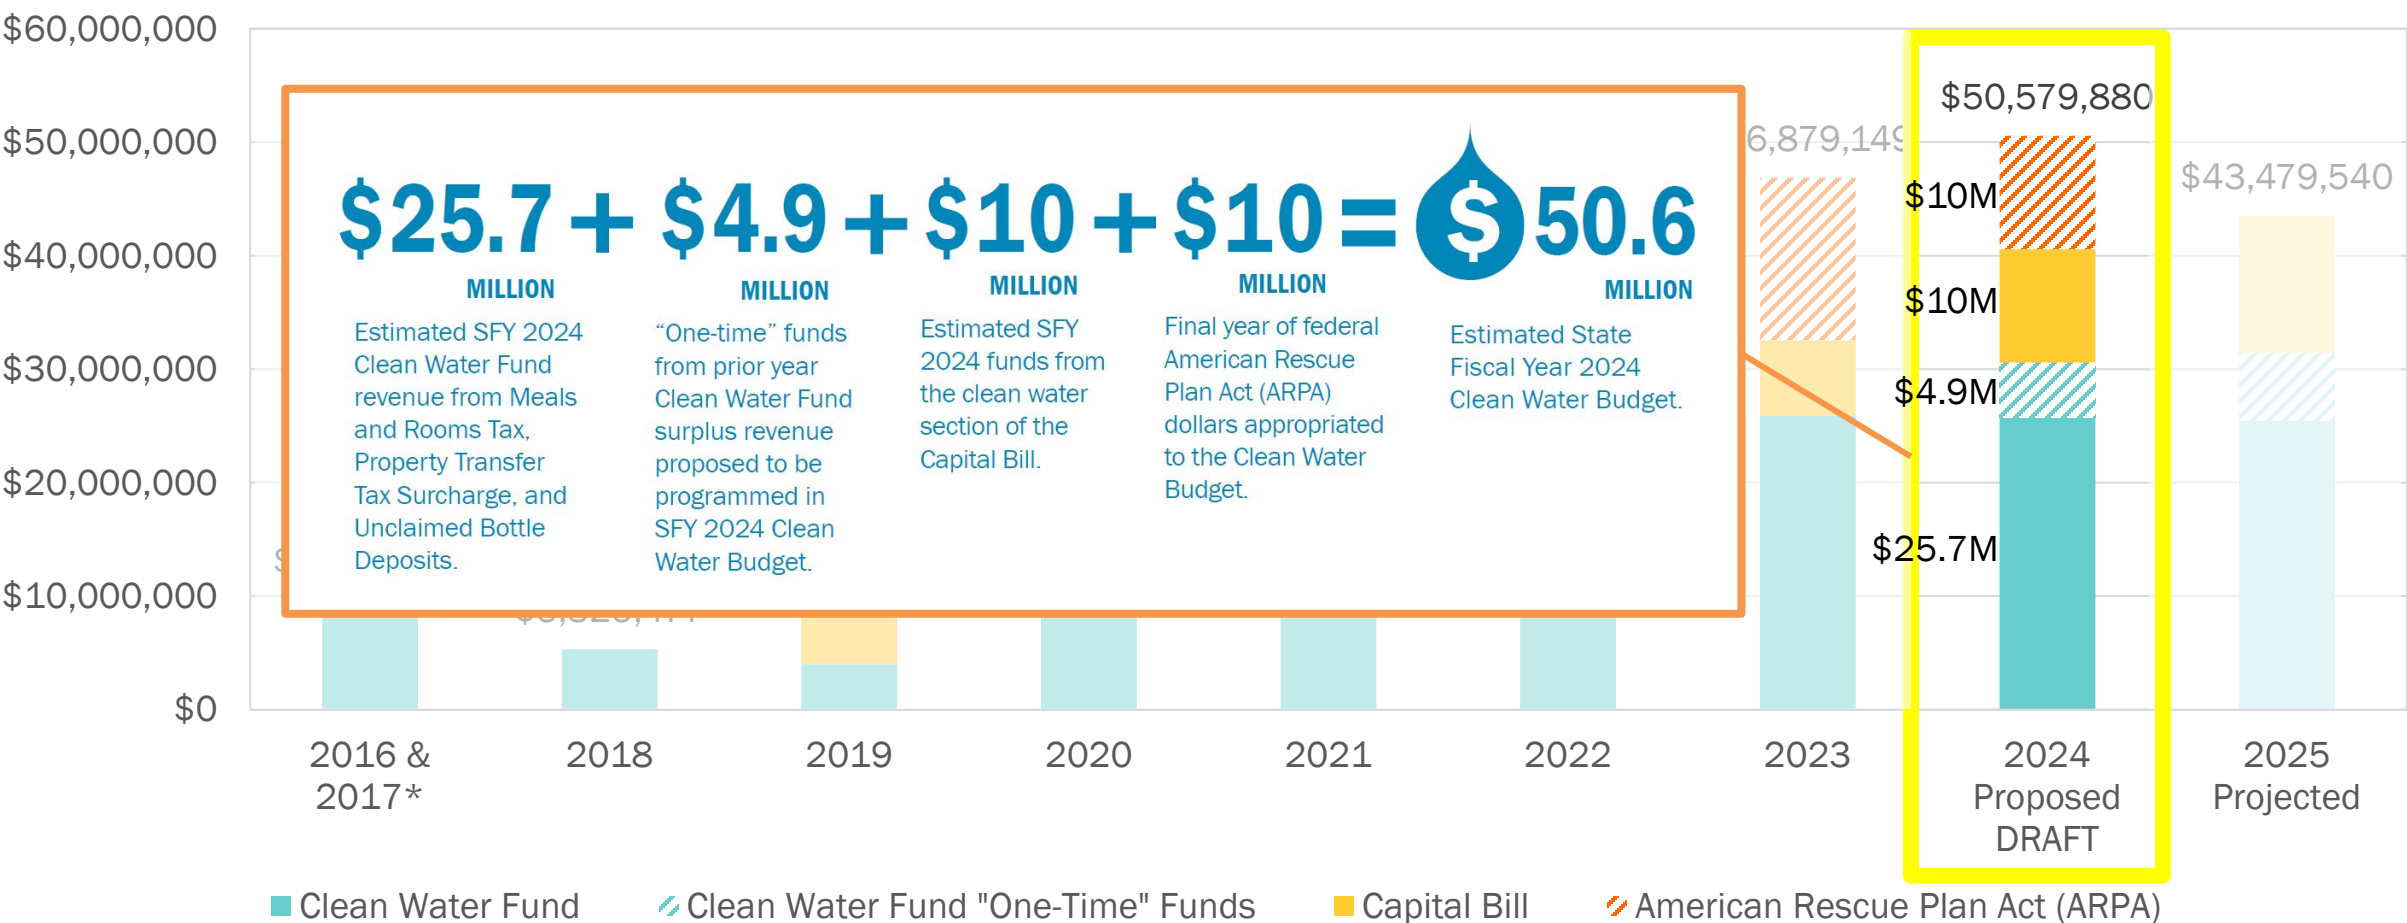 $60,000,000
$50,000,000
$40,000,000
$30,000,000
$20,000,000
$10,000,000
$0
$25.7 + $4.9 + $10 + $10 = $ 50.6
MILLION MILLION MILLION MILLION MILLION
Estimated SFY 2024
Clean Water Fund
revenue from Meals
and Rooms Tax,
Property Transfer
Tax Surcharge, and
Unclaimed Bottle
Deposits.
“One-time” funds
from prior year
Clean Water Fund
surplus revenue
proposed to be
programmed in
SFY 2024 Clean
Water Budget.
Estimated SFY
2024 funds from
the clean water
section of the
Capital Bill.
Final year of federal
American Rescue
Plan Act (ARPA)
dollars appropriated
to the Clean Water
Budget.
Estimated State
Fiscal Year 2024
Clean Water Budget.
6,879,149
$50,579,880
$43,479,540
$10M
$10M
$4.9M
$25.7M
2016 &
2017*
2018
2019
2020
2021
2022
2023
2024
Proposed
DRAFT
2025
Projected
Clean Water Fund
Clean Water Fund "One-Time" Funds
Capital Bill
American Rescue Plan Act (ARPA)